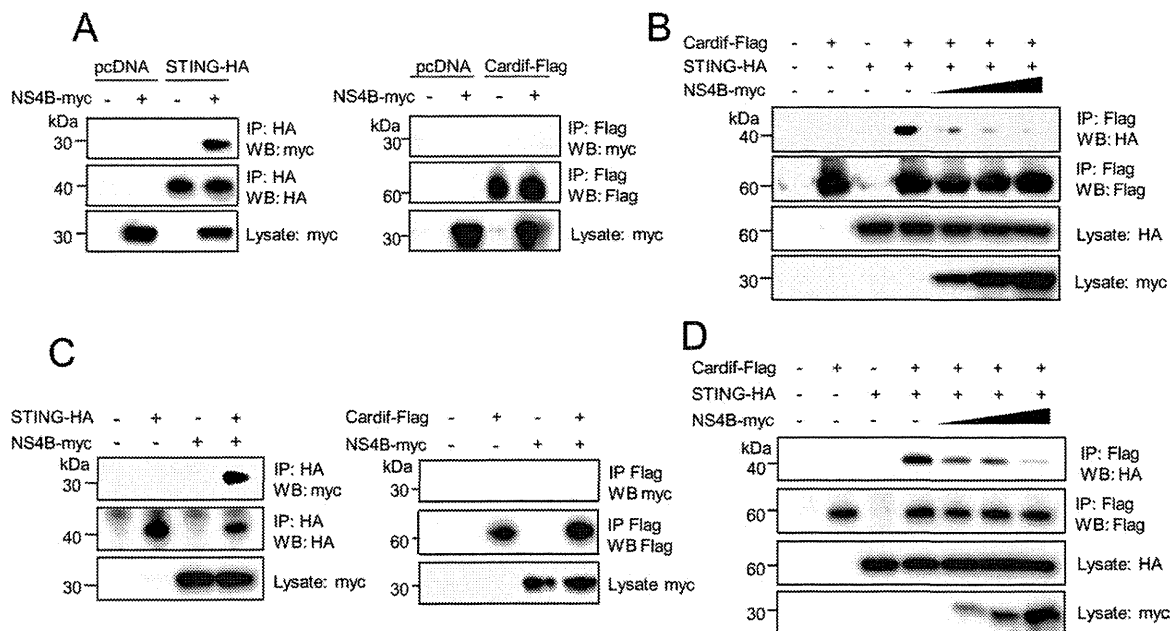 A
pcDNA STING-HA
NS4B-myc - + - +
kDa
30 IP: HA WB: myc
40 IP: HA WB: HA
30 Lysate: myc
pcDNA Cardif-Flag
NS4B-myc - + - +
kDa
30 IP: Flag WB: myc
60 IP: Flag WB: Flag
30 Lysate: myc
B
Cardif-Flag - + - + + + +
STING-HA - - + + + + +
NS4B-myc
kDa
40 IP: Flag WB: HA
60 IP: Flag WB: Flag
60 Lysate: HA
30 Lysate: myc
C
STING-HA - + - +
NS4B-myc - - + +
kDa
30 IP: HA WB: myc
40 IP: HA WB: HA
30 Lysate: myc
Cardif-Flag - + - +
NS4B-myc - - + +
kDa
30 IP Flag WB myc
60 IP Flag WB Flag
30 Lysate myc
D
Cardif-Flag - + - + + + +
STING-HA - - + + + + +
NS4B-myc
kDa
40 IP: Flag WB: HA
60 IP: Flag WB: Flag
60 Lysate: HA
30 Lysate: myc